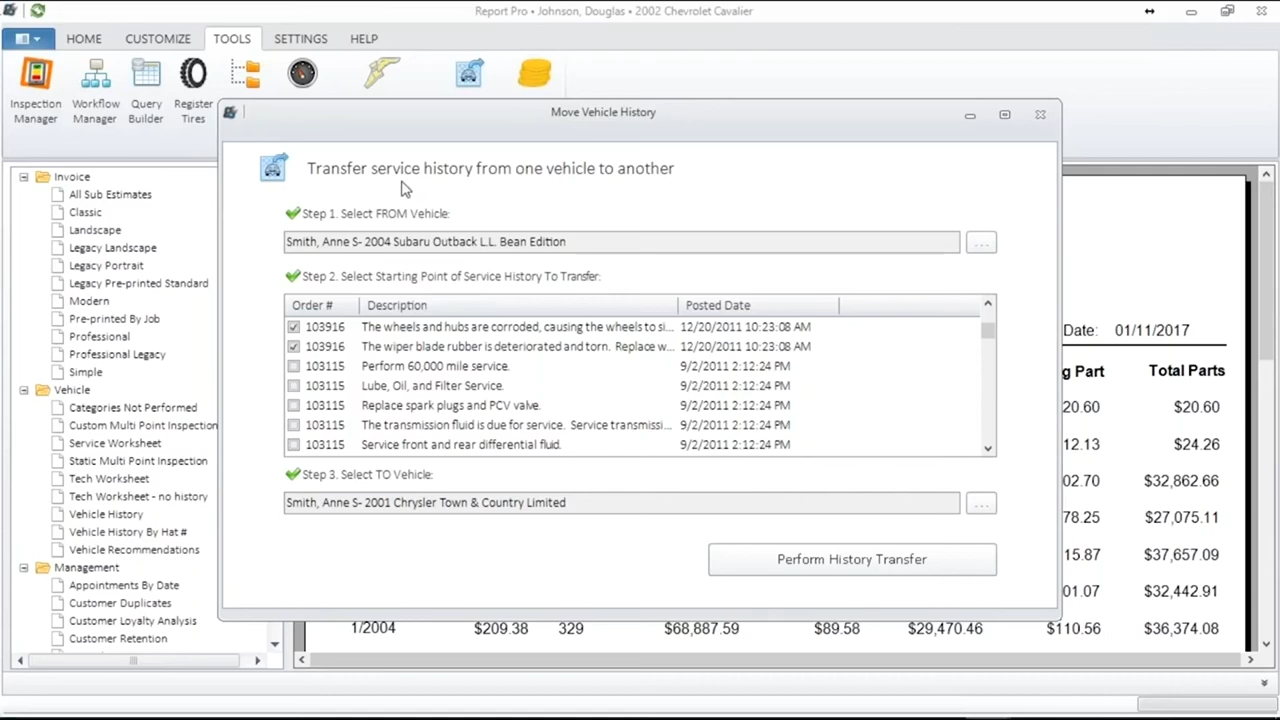 Report Pro • Johnson, Douglas • 2002 Chevrolet Cavalier
HOME CUSTOMIZE TOOLS SETTINGS HELP
Inspection Manager
Workflow Manager
Query Builder
Register Tires
Move Vehicle History
Transfer service history from one vehicle to another
Step 1. Select FROM Vehicle:
Smith, Anne S- 2004 Subaru Outback L.L. Bean Edition ...
Step 2. Select Starting Point of Service History To Transfer:
Order # Description Posted Date
103916 The wheels and hubs are corroded, causing the wheels to si... 12/20/2011 10:23:08 AM
103916 The wiper blade rubber is deteriorated and torn. Replace w... 12/20/2011 10:23:08 AM
103115 Perform 60,000 mile service. 9/2/2011 2:12:24 PM
103115 Lube, Oil, and Filter Service. 9/2/2011 2:12:24 PM
103115 Replace spark plugs and PCV valve. 9/2/2011 2:12:24 PM
103115 The transmission fluid is due for service. Service transmissi... 9/2/2011 2:12:24 PM
103115 Service front and rear differential fluid. 9/2/2011 2:12:24 PM
Step 3. Select TO Vehicle:
Smith, Anne S- 2001 Chrysler Town & Country Limited ...
Perform History Transfer
Invoice
All Sub Estimates
Classic
Landscape
Legacy Landscape
Legacy Portrait
Legacy Pre-printed Standard
Modern
Pre-printed By Job
Professional
Professional Legacy
Simple
Vehicle
Categories Not Performed
Custom Multi Point Inspection
Service Worksheet
Static Multi Point Inspection
Tech Worksheet
Tech Worksheet - no history
Vehicle History
Vehicle History By Hat #
Vehicle Recommendations
Management
Appointments By Date
Customer Duplicates
Customer Loyalty Analysis
Customer Retention
Date: 01/11/2017
g Part Total Parts
20.60 $20.60
12.13 $24.26
02.70 $32,862.66
78.25 $27,075.11
15.87 $37,657.09
01.07 $32,442.91
1/2004 $209.38 329 $68,887.59 $89.58 $29,470.46 $110.56 $36,374.08